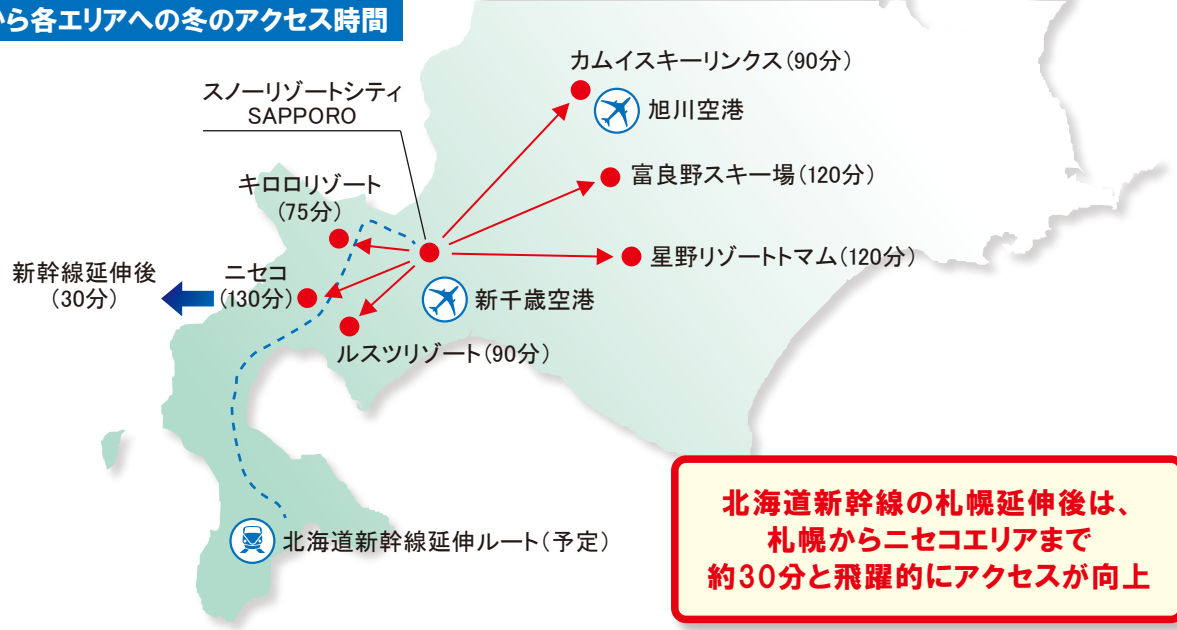 から各エリアへの冬のアクセス時間
カムイスキーリンクス(90分)
スノーリゾートシティ
SAPPORO
旭川空港
富良野スキー場(120分)
キロロリゾート
(75分)
星野リゾートトマム(120分)
新幹線延伸後
(30分)
ニセコ
(130分)
新千歳空港
ルスツリゾート(90分)
北海道新幹線延伸ルート(予定)
北海道新幹線の札幌延伸後は、
札幌からニセコエリアまで
約30分と飛躍的にアクセスが向上